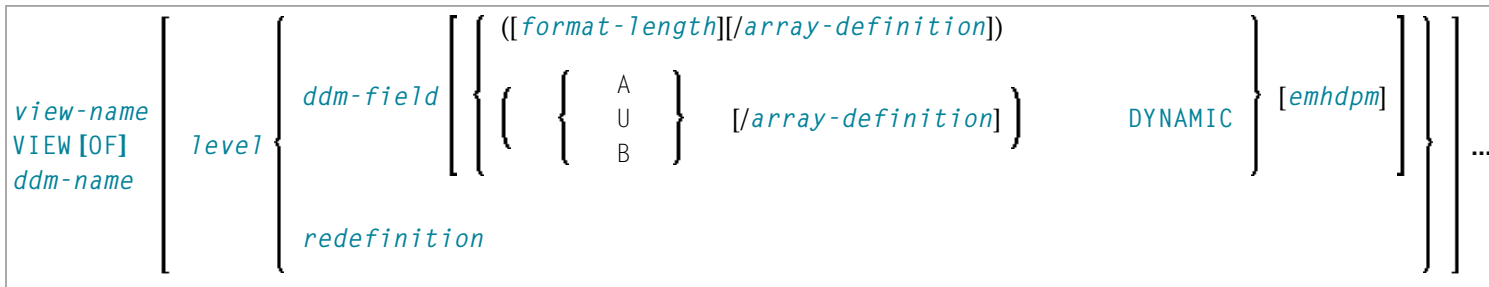 ([format-length][/array-definition])
A
ddm-field ( U [/array-definition] ) DYNAMIC [emhdpm]
B
view-name
VIEW [OF] level ...
ddm-name
redefinition